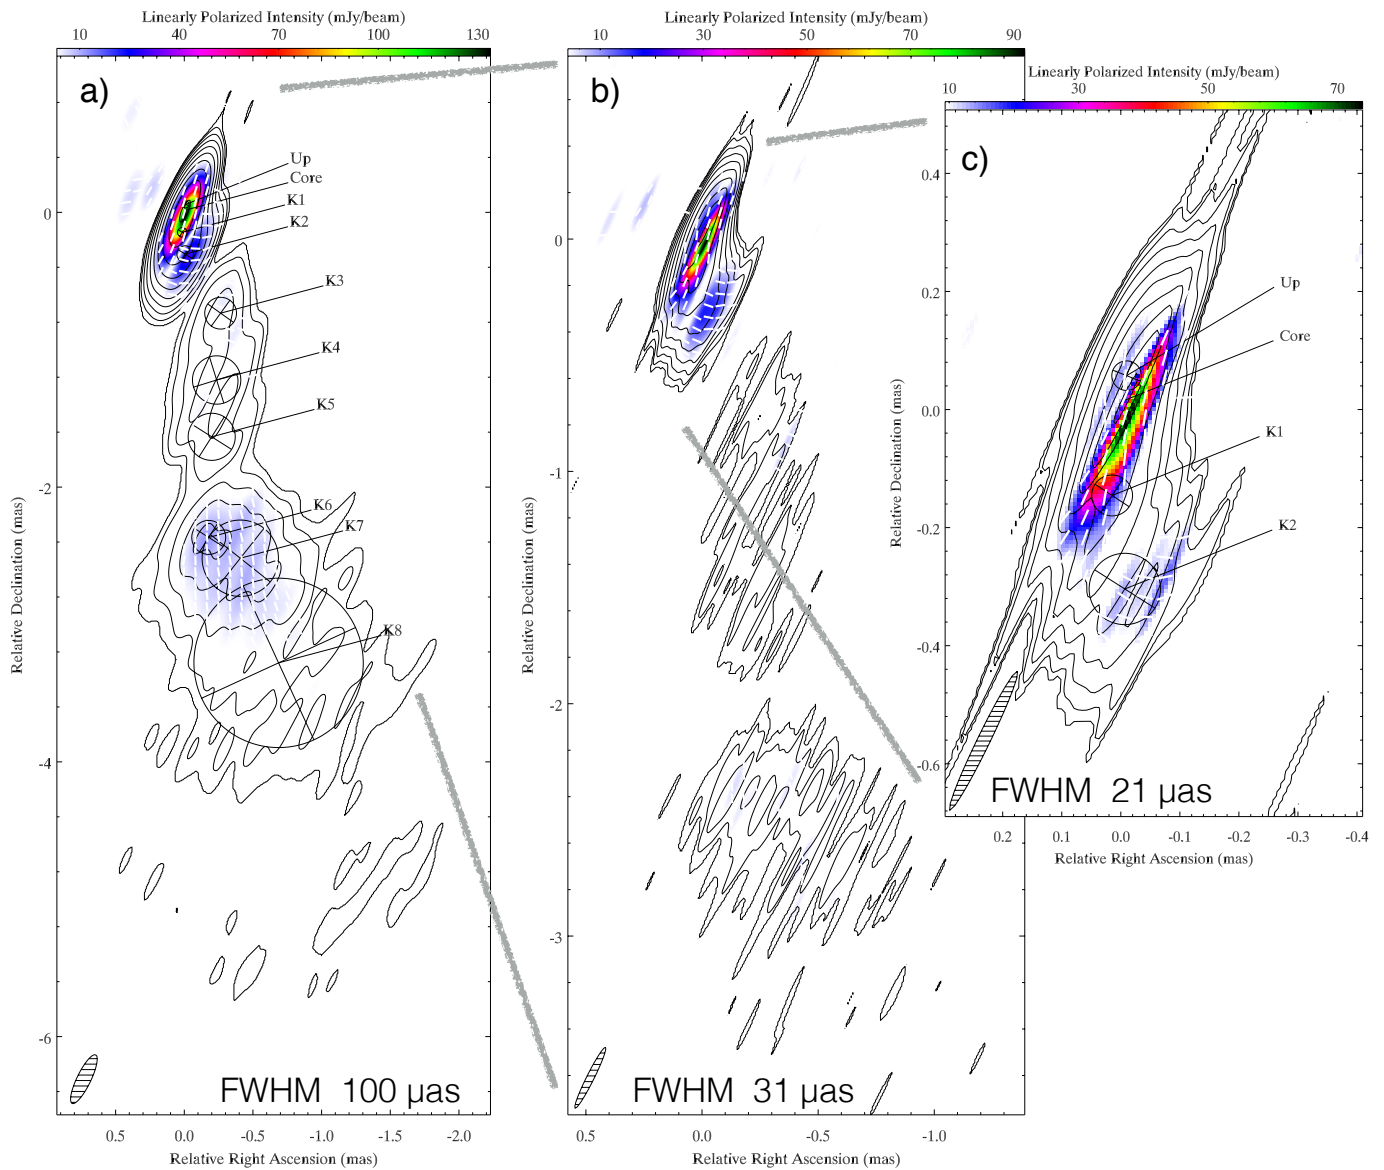 Linearly Polarized Intensity (mJy/beam)
10 40 70 100 130
a)
Up
Core
K1
K2
K3
K4
K5
K6
K7
K8
0
-2
-4
-6
Relative Declination (mas)
FWHM 100 µas
0.5 0.0 -0.5 -1.0 -1.5 -2.0
Relative Right Ascension (mas)
Linearly Polarized Intensity (mJy/beam)
10 30 50 70 90
b)
0
-1
-2
-3
Relative Declination (mas)
FWHM 31 µas
0.5 0.0 -0.5 -1.0
Relative Right Ascension (mas)
Linearly Polarized Intensity (mJy/beam)
10 30 50 70
c)
Up
Core
K1
K2
0.4
0.2
0.0
-0.2
-0.4
-0.6
Relative Declination (mas)
FWHM 21 µas
0.2 0.1 0.0 -0.1 -0.2 -0.3 -0.4
Relative Right Ascension (mas)